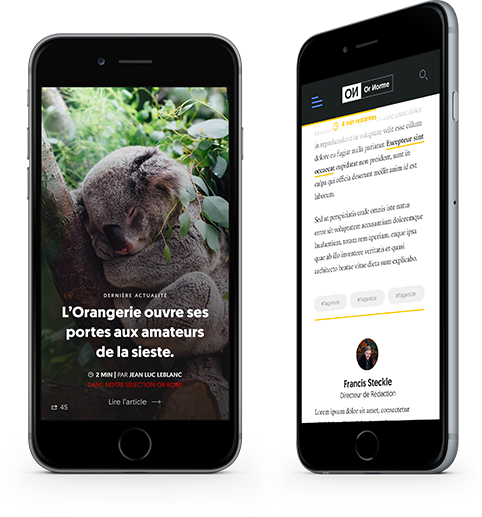 DERNIÈRE ACTUALITÉ
L'Orangerie ouvre ses
portes aux amateurs
de la sieste.
2 MIN | PAR JEAN LUC LEBLANC
DANS NOTRE SÉLECTION OR BORD
45
Lire l'article
OИ Or Иorme
4 min restantes
in reprehenderit in voluptate velit esse cillum
dolore eu fugiat nulla pariatur. Excepteur sint
occaecat cupidatat non proident, sunt in
culpa qui officia deserunt mollit anim id est
laborum.
Sed ut perspiciatis unde omnis iste natus
error sit voluptatem accusantium doloremque
laudantium, totam rem aperiam, eaque ipsa
quae ab illo inventore veritatis et quasi
architecto beatae vitae dicta sunt explicabo.
#tagarticle #tagarticle #tagarticle
Francis Steckle
Directeur de Rédaction
Lorem ipsum dolor sit amet, consectetur